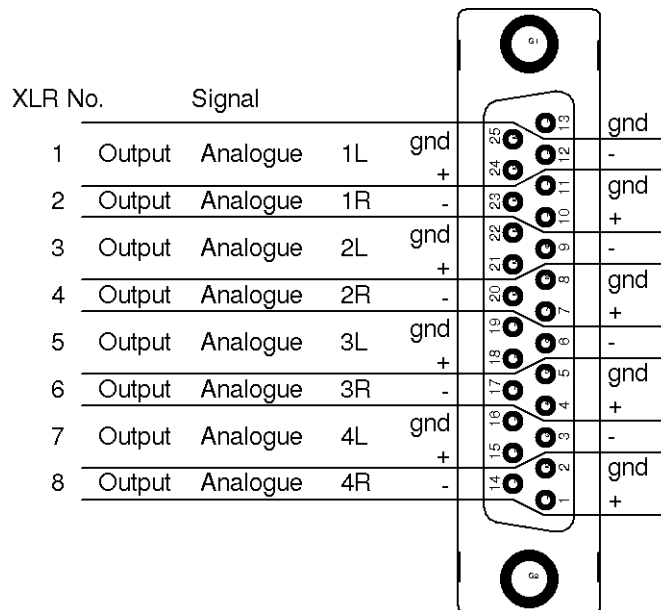 G1
XLR No. Signal
13 gnd
25
1 Output Analogue 1L gnd 12 -
24
+
11 gnd
2 Output Analogue 1R - 23
10 +
22
3 Output Analogue 2L gnd 9 -
21
+
8 gnd
4 Output Analogue 2R - 20
7 +
19
5 Output Analogue 3L gnd 6 -
18
+
5 gnd
6 Output Analogue 3R - 17
4 +
16
7 Output Analogue 4L gnd 3 -
15
+
2 gnd
8 Output Analogue 4R - 14
1 +
G2